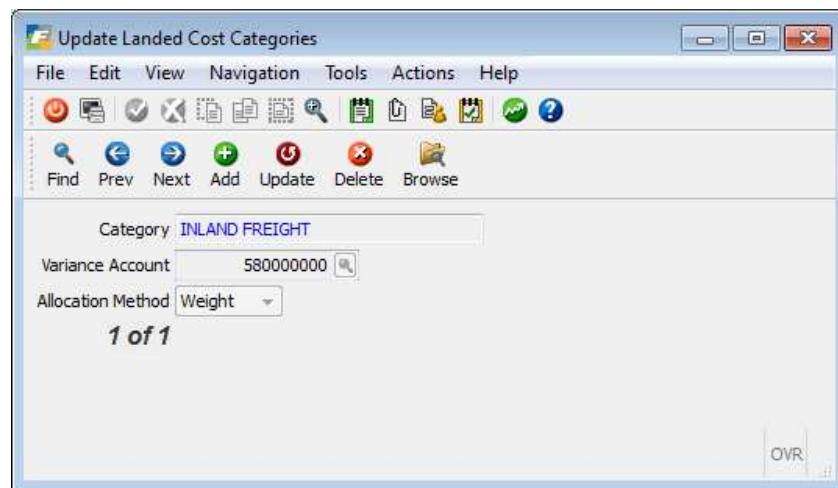 Update Landed Cost Categories
File Edit View Navigation Tools Actions Help
Find Prev Next Add Update Delete Browse
Category INLAND FREIGHT
Variance Account 580000000
Allocation Method Weight
1 of 1
OVR